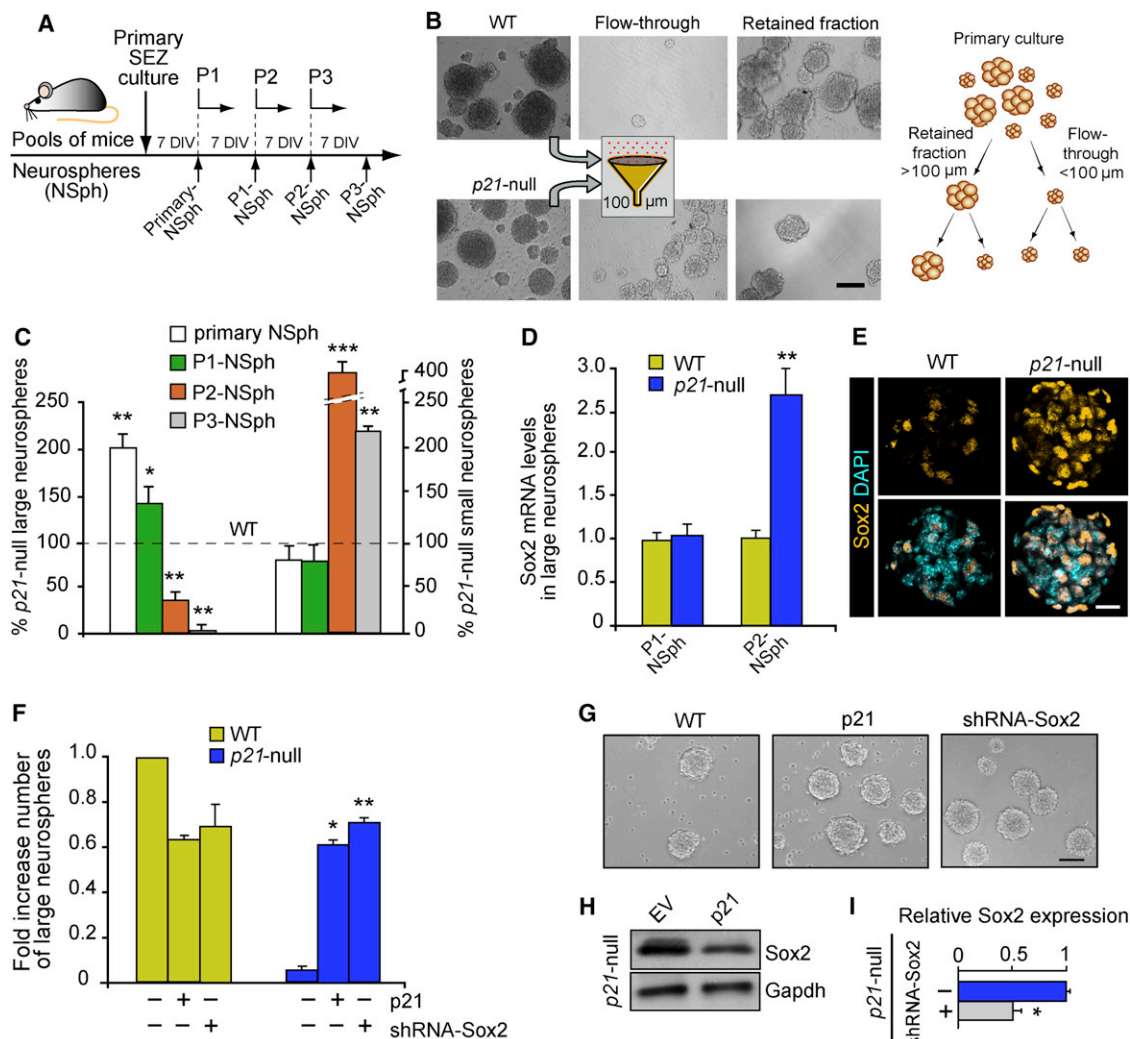 A
Primary
SEZ
culture
P1
P2
P3
Pools of mice
7 DIV
7 DIV
7 DIV
7 DIV
Neurospheres
(NSph)
Primary-
NSph
P1-
NSph
P2-
NSph
P3-
NSph
B
WT
Flow-through
Retained fraction
p21-null
100 µm
Primary culture
Retained
fraction
>100 µm
Flow-
through
<100 µm
C
primary NSph
P1-NSph
P2-NSph
P3-NSph
% p21-null large neurospheres
250
200
150
100
50
0
** * ** **
WT
*** **
400
250
200
150
100
50
0
% p21-null small neurospheres
D
WT
p21-null
Sox2 mRNA levels
in large neurospheres
3.0
2.5
2.0
1.5
1.0
0.5
0
**
P1-
NSph
P2-
NSph
E
WT
p21-null
Sox2 DAPI
F
WT
p21-null
Fold increase number
of large neurospheres
1.0
0.8
0.6
0.4
0.2
0
* **
− + − − + − p21
− − + − − + shRNA-Sox2
G
WT
p21
shRNA-Sox2
H
EV
p21
p21-null
Sox2
Gapdh
I
Relative Sox2 expression
0 0.5 1
p21-null
shRNA-Sox2
−
+
*